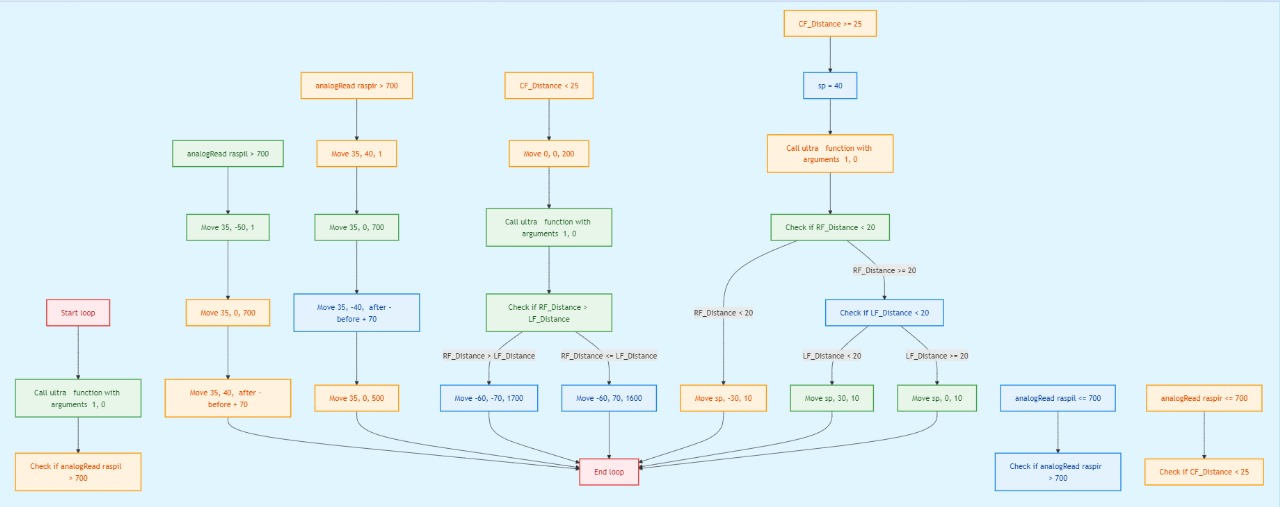 CF_Distance >= 25
analogRead raspir > 700
CF_Distance < 25
sp = 40
analogRead raspil > 700
Move 35, 40, 1
Move 0, 0, 200
Call ultra function with
arguments 1, 0
Move 35, -50, 1
Move 35, 0, 700
Call ultra function with
arguments 1, 0
Check if RF_Distance < 20
RF_Distance >= 20
Start loop
Move 35, 0, 700
Move 35, -40, after -
before + 70
Check if RF_Distance >
LF_Distance
RF_Distance < 20
Check if LF_Distance < 20
RF_Distance > LF_Distance
RF_Distance <= LF_Distance
LF_Distance < 20
LF_Distance >= 20
Call ultra function with
arguments 1, 0
Move 35, 40, after -
before + 70
Move 35, 0, 500
Move -60, -70, 1700
Move -60, 70, 1600
Move sp, -30, 10
Move sp, 30, 10
Move sp, 0, 10
analogRead raspil <= 700
analogRead raspir <= 700
Check if analogRead raspil
> 700
End loop
Check if analogRead raspir
> 700
Check if CF_Distance < 25